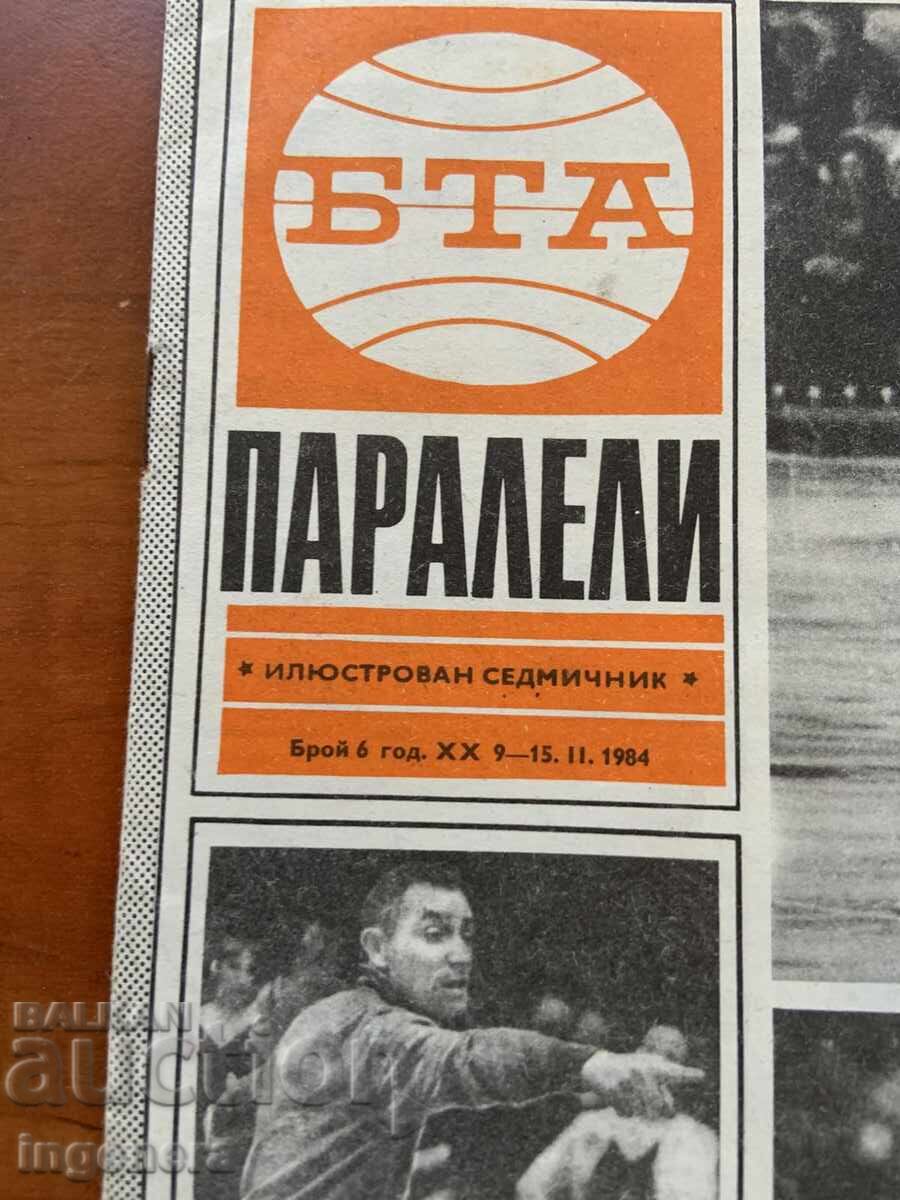 БТА
ПАРАЛЕЛИ
★ ИЛЮСТРОВАН СЕДМИЧНИК ★
Брой 6 год. XX 9—15. II. 1984
BALKAN
auction
ingonera